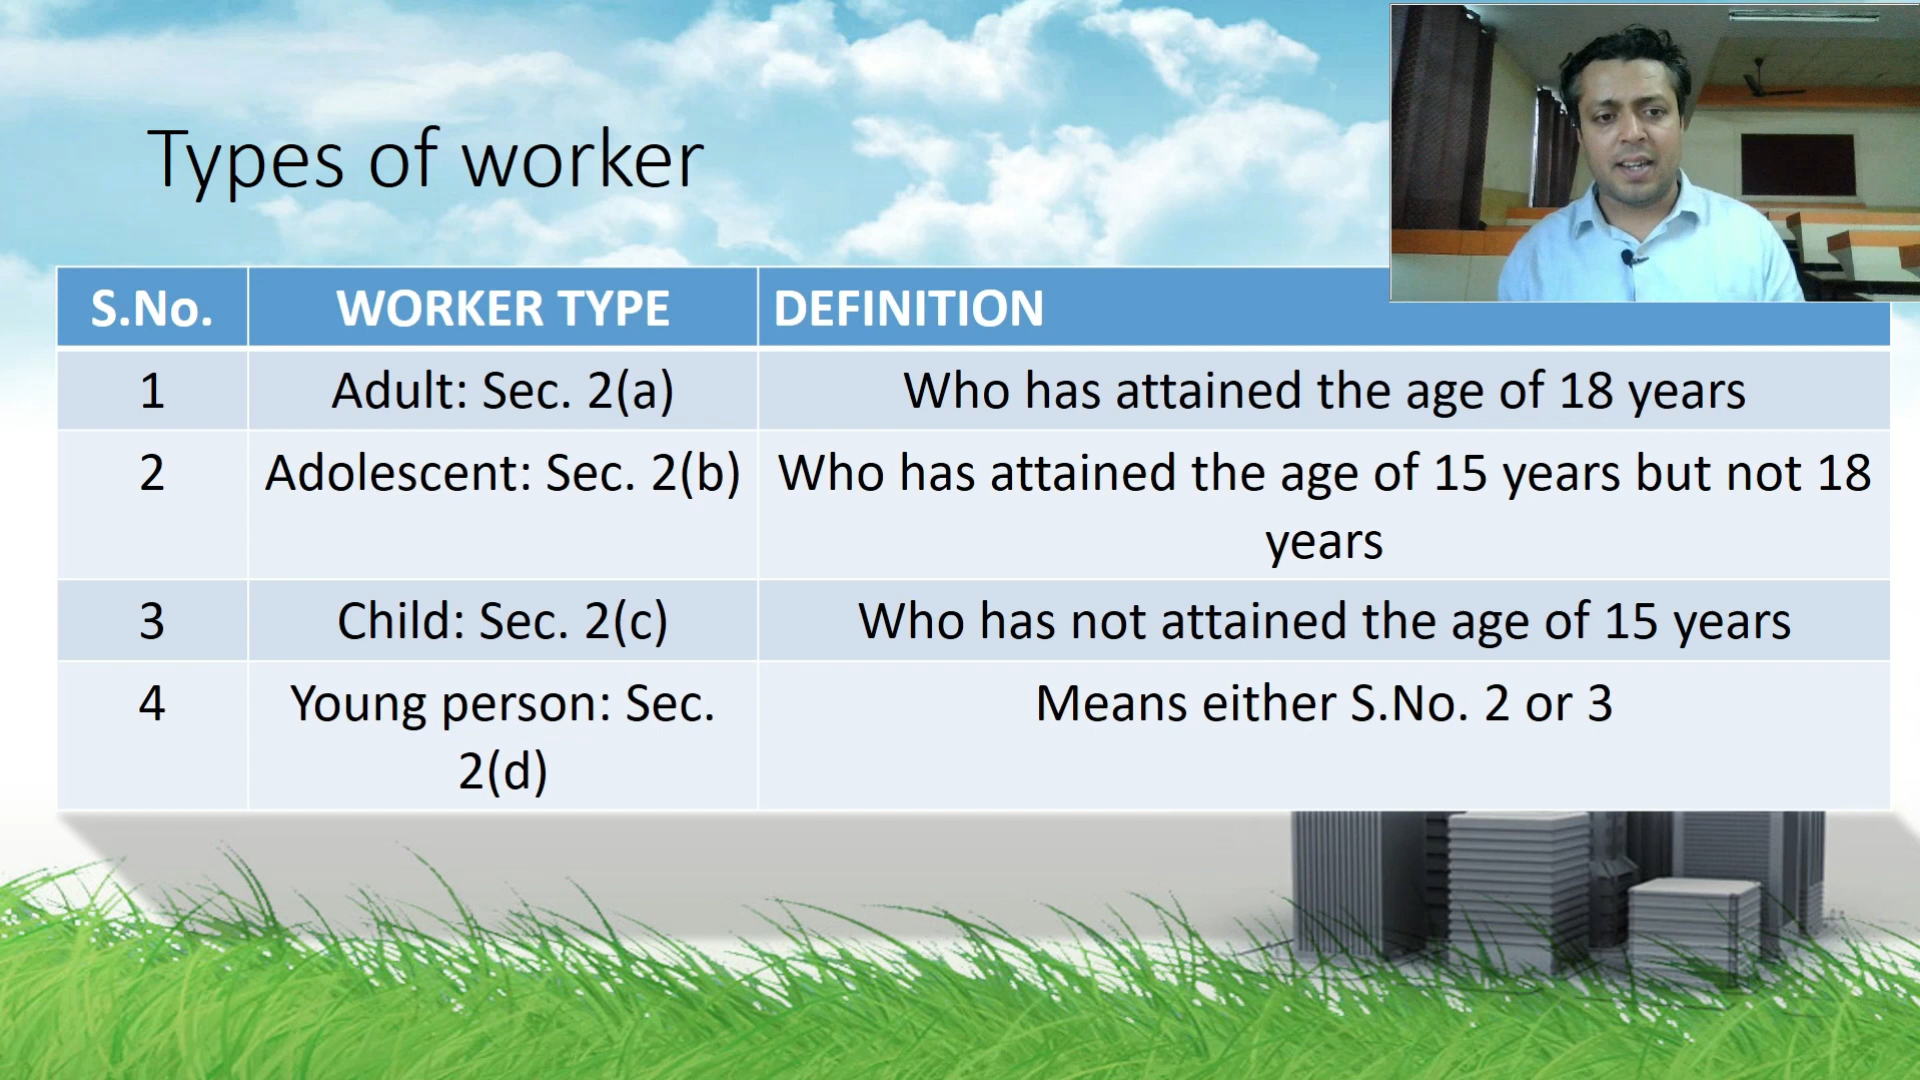 Types of worker
S.No. WORKER TYPE DEFINITION
1 Adult: Sec. 2(a) Who has attained the age of 18 years
2 Adolescent: Sec. 2(b) Who has attained the age of 15 years but not 18
years
3 Child: Sec. 2(c) Who has not attained the age of 15 years
4 Young person: Sec. Means either S.No. 2 or 3
2(d)